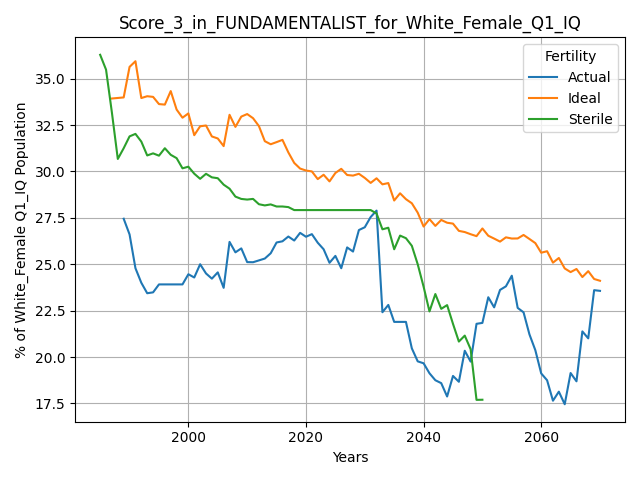 Score_3_in_FUNDAMENTALIST_for_White_Female_Q1_IQ
% of White_Female Q1_IQ Population
35.0
32.5
30.0
27.5
25.0
22.5
20.0
17.5
Fertility
Actual
Ideal
Sterile
2000
2020
2040
2060
Years